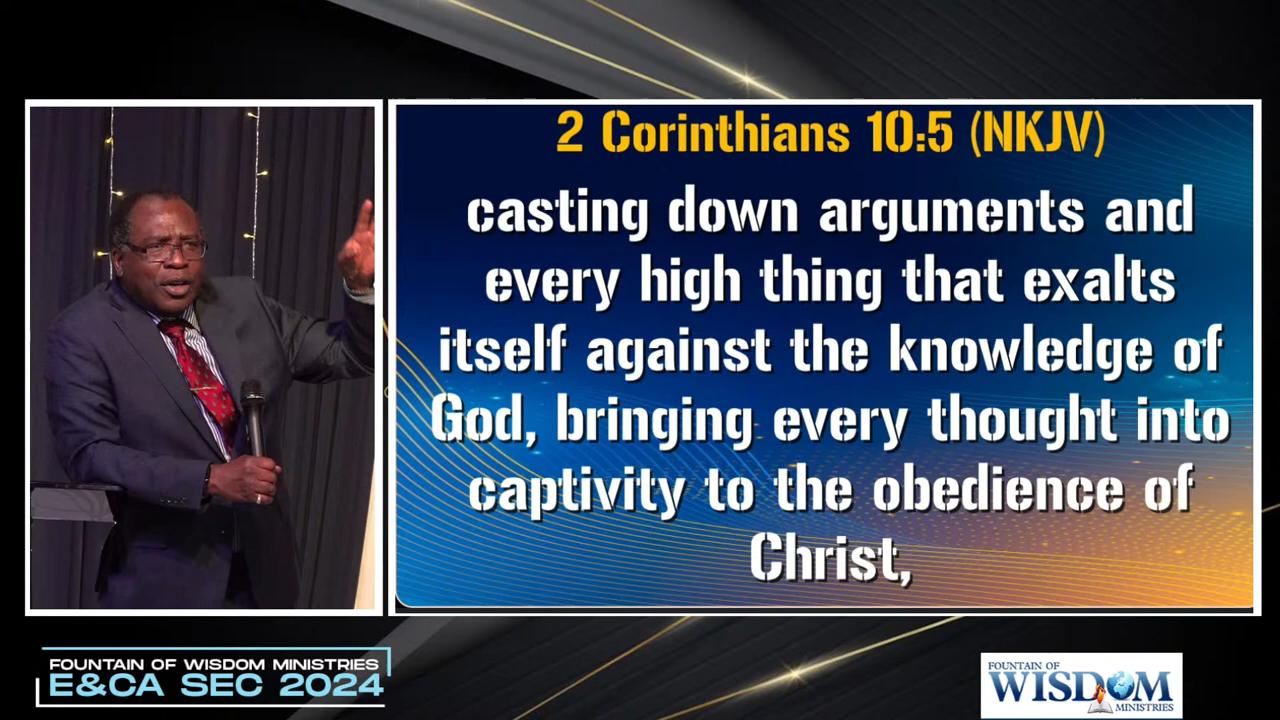 2 Corinthians 10:5 (NKJV)
casting down arguments and
every high thing that exalts
itself against the knowledge of
God, bringing every thought into
captivity to the obedience of
Christ,
FOUNTAIN OF WISDOM MINISTRIES
E&CA SEC 2024
FOUNTAIN OF
WISDOM
MINISTRIES